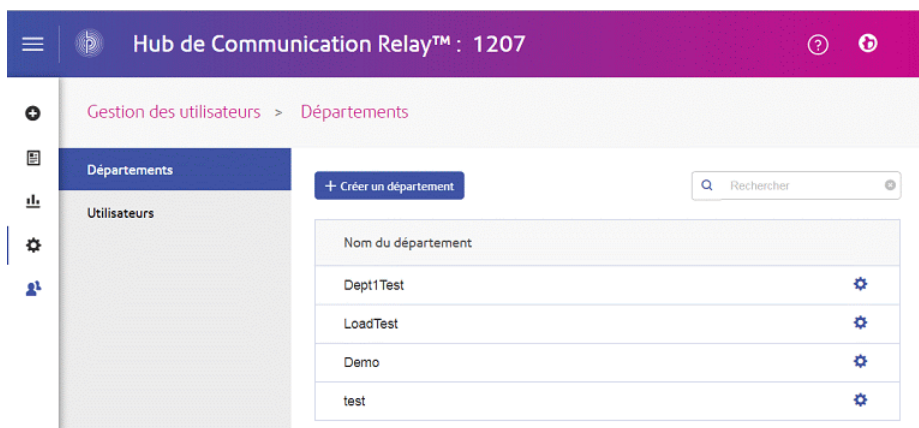 Hub de Communication Relay™ : 1207
Gestion des utilisateurs > Départements
Départements
Utilisateurs
+ Créer un département
Rechercher
Nom du département
Dept1Test
LoadTest
Demo
test